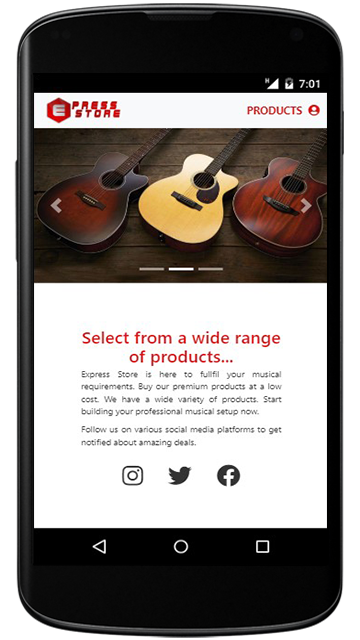 H 7:01
E PRESS
STORE
PRODUCTS
Select from a wide range
of products...
Express Store is here to fullfil your musical
requirements. Buy our premium products at a low
cost. We have a wide variety of products. Start
building your professional musical setup now.
Follow us on various social media platforms to get
notified about amazing deals.